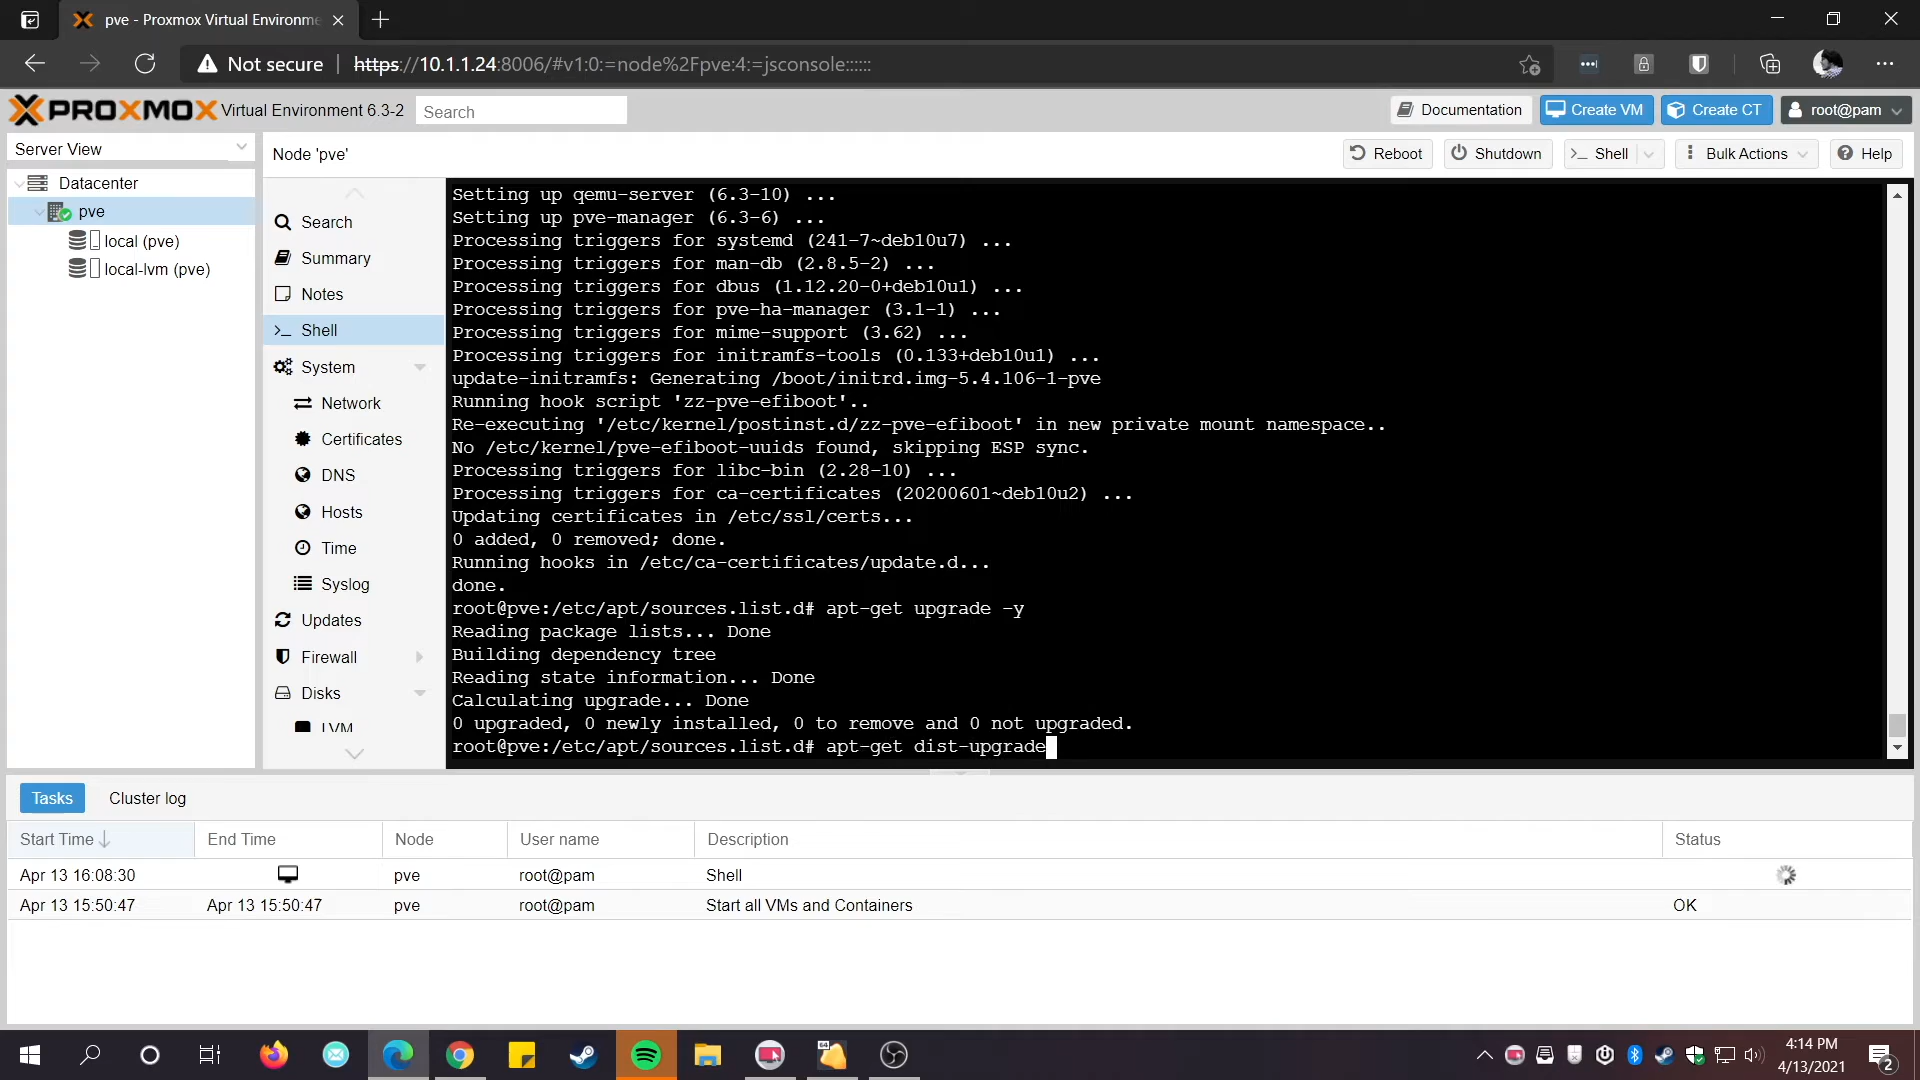 pve - Proxmox Virtual Environme
Not secure
https://10.1.1.24:8006/#v1:0:=node%2Fpve:4:=jsconsole::::::
PROXMOX
Virtual Environment 6.3-2
Search
Documentation
Create VM
Create CT
root@pam
Server View
Node 'pve'
Reboot
Shutdown
Shell
Bulk Actions
Help
Datacenter
pve
local (pve)
local-lvm (pve)
Search
Summary
Notes
Shell
System
Network
Certificates
DNS
Hosts
Time
Syslog
Updates
Firewall
Disks
LVM
Setting up qemu-server (6.3-10) ...
Setting up pve-manager (6.3-6) ...
Processing triggers for systemd (241-7~deb10u7) ...
Processing triggers for man-db (2.8.5-2) ...
Processing triggers for dbus (1.12.20-0+deb10u1) ...
Processing triggers for pve-ha-manager (3.1-1) ...
Processing triggers for mime-support (3.62) ...
Processing triggers for initramfs-tools (0.133+deb10u1) ...
update-initramfs: Generating /boot/initrd.img-5.4.106-1-pve
Running hook script 'zz-pve-efiboot'..
Re-executing '/etc/kernel/postinst.d/zz-pve-efiboot' in new private mount namespace..
No /etc/kernel/pve-efiboot-uuids found, skipping ESP sync.
Processing triggers for libc-bin (2.28-10) ...
Processing triggers for ca-certificates (20200601~deb10u2) ...
Updating certificates in /etc/ssl/certs...
0 added, 0 removed; done.
Running hooks in /etc/ca-certificates/update.d...
done.
root@pve:/etc/apt/sources.list.d# apt-get upgrade -y
Reading package lists... Done
Building dependency tree
Reading state information... Done
Calculating upgrade... Done
0 upgraded, 0 newly installed, 0 to remove and 0 not upgraded.
root@pve:/etc/apt/sources.list.d# apt-get dist-upgrade
Tasks
Cluster log
Start Time
End Time
Node
User name
Description
Status
Apr 13 16:08:30
pve
root@pam
Shell
Apr 13 15:50:47
Apr 13 15:50:47
pve
root@pam
Start all VMs and Containers
OK
64
4:14 PM
4/13/2021
2